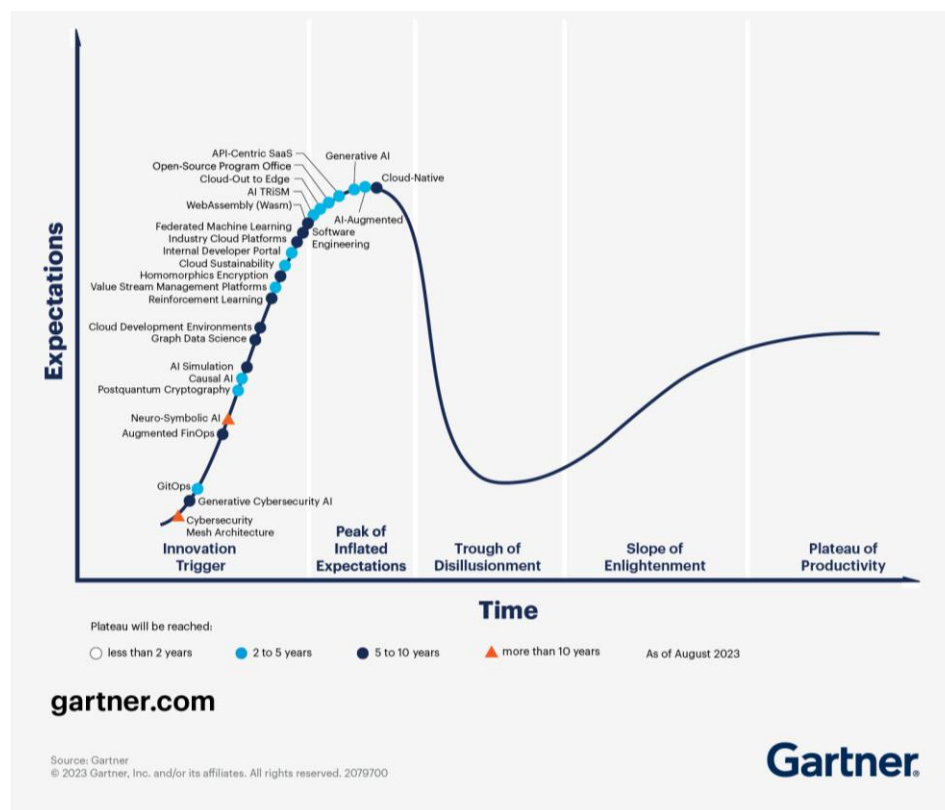 API-Centric SaaS
Generative AI
Open-Source Program Office
Cloud-Out to Edge
Cloud-Native
AI TRiSM
WebAssembly (Wasm)
AI-Augmented
Software
Engineering
Federated Machine Learning
Industry Cloud Platforms
Internal Developer Portal
Cloud Sustainability
Homomorphics Encryption
Value Stream Management Platforms
Reinforcement Learning
Cloud Development Environments
Graph Data Science
AI Simulation
Causal AI
Postquantum Cryptography
Neuro-Symbolic AI
Augmented FinOps
GitOps
Generative Cybersecurity AI
Cybersecurity
Mesh Architecture
Expectations
Innovation
Trigger
Peak of
Inflated
Expectations
Trough of
Disillusionment
Slope of
Enlightenment
Plateau of
Productivity
Time
Plateau will be reached:
less than 2 years
2 to 5 years
5 to 10 years
more than 10 years
As of August 2023
gartner.com
Source: Gartner
© 2023 Gartner, Inc. and/or its affiliates. All rights reserved. 2079700
Gartner®